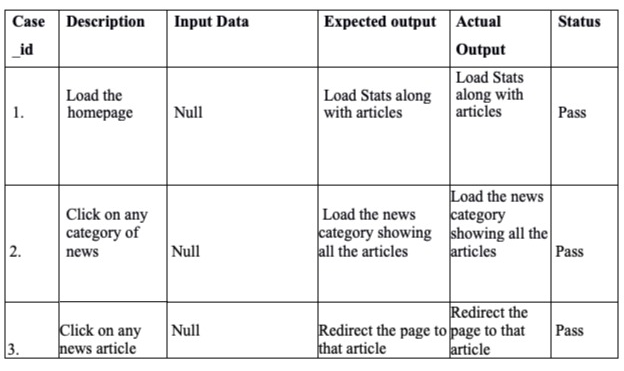 Case Description Input Data Expected output Actual Status
_id Output
1. Load the homepage Null Load Stats along with articles Load Stats along with articles Pass
2. Click on any category of news Null Load the news category showing all the articles Load the news category showing all the articles Pass
3. Click on any news article Null Redirect the page to that article Redirect the page to that article Pass